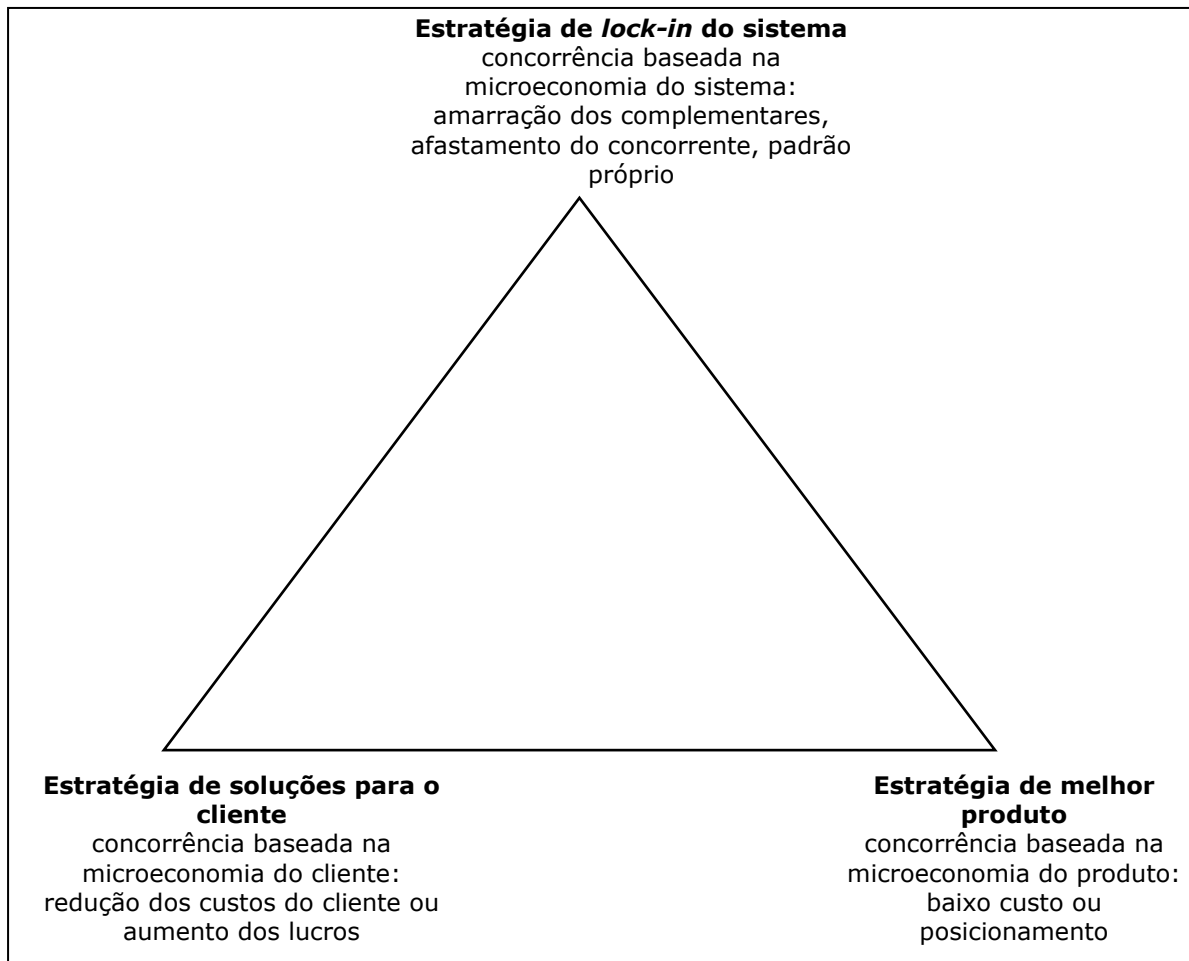 Estratégia de lock-in do sistema
concorrência baseada na
microeconomia do sistema:
amarração dos complementares,
afastamento do concorrente, padrão
próprio
Estratégia de soluções para o
cliente
concorrência baseada na
microeconomia do cliente:
redução dos custos do cliente ou
aumento dos lucros
Estratégia de melhor
produto
concorrência baseada na
microeconomia do produto:
baixo custo ou
posicionamento